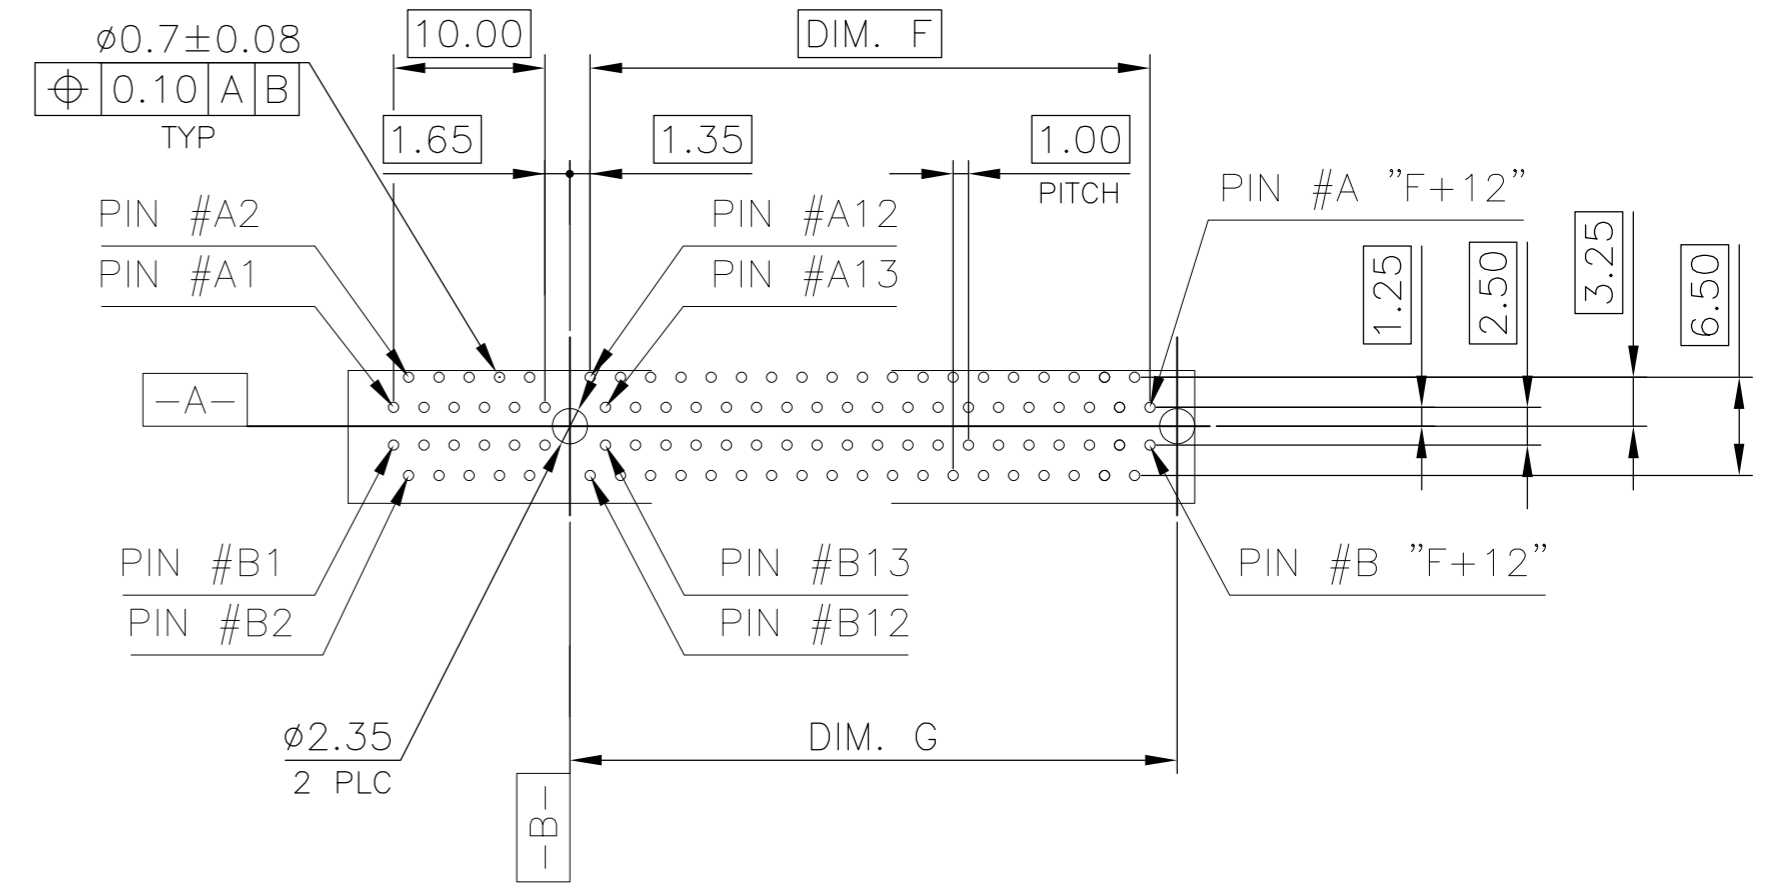 ⌀0.7±0.08
⌖ 0.10 A B
TYP
10.00
DIM. F
1.65
1.35
1.00
PITCH
PIN #A "F+12"
PIN #A2
PIN #A1
PIN #A12
PIN #A13
1.25
2.50
3.25
6.50
-A-
PIN #B1
PIN #B2
PIN #B13
PIN #B12
PIN #B "F+12"
⌀2.35
2 PLC
DIM. G
-B-